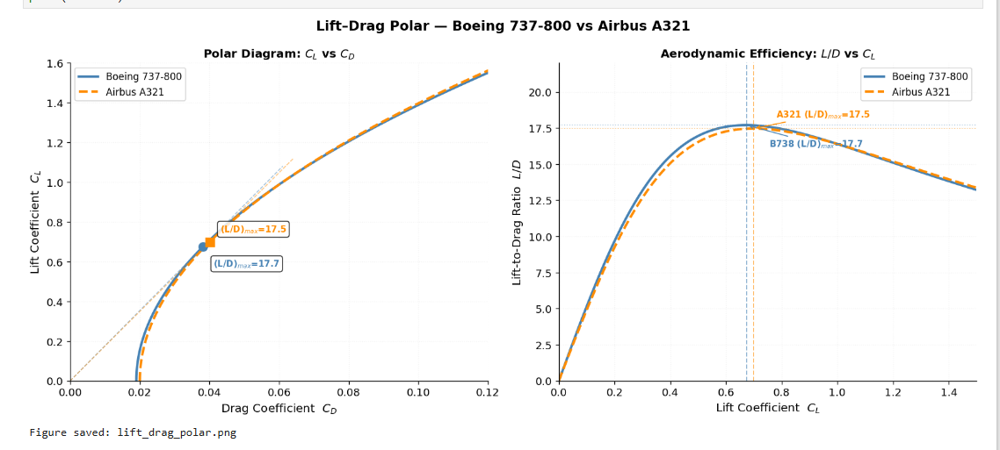 Lift–Drag Polar — Boeing 737-800 vs Airbus A321
Polar Diagram: C_L vs C_D
Boeing 737-800
Airbus A321
Lift Coefficient C_L
1.6
1.4
1.2
1.0
0.8
0.6
0.4
0.2
0.0
(L/D)max=17.5
(L/D)max=17.7
0.00 0.02 0.04 0.06 0.08 0.10 0.12
Drag Coefficient C_D
Aerodynamic Efficiency: L/D vs C_L
Boeing 737-800
Airbus A321
Lift-to-Drag Ratio L/D
20.0
17.5
15.0
12.5
10.0
7.5
5.0
2.5
0.0
A321 (L/D)max=17.5
B738 (L/D)max=17.7
0.0 0.2 0.4 0.6 0.8 1.0 1.2 1.4
Lift Coefficient C_L
Figure saved: lift_drag_polar.png